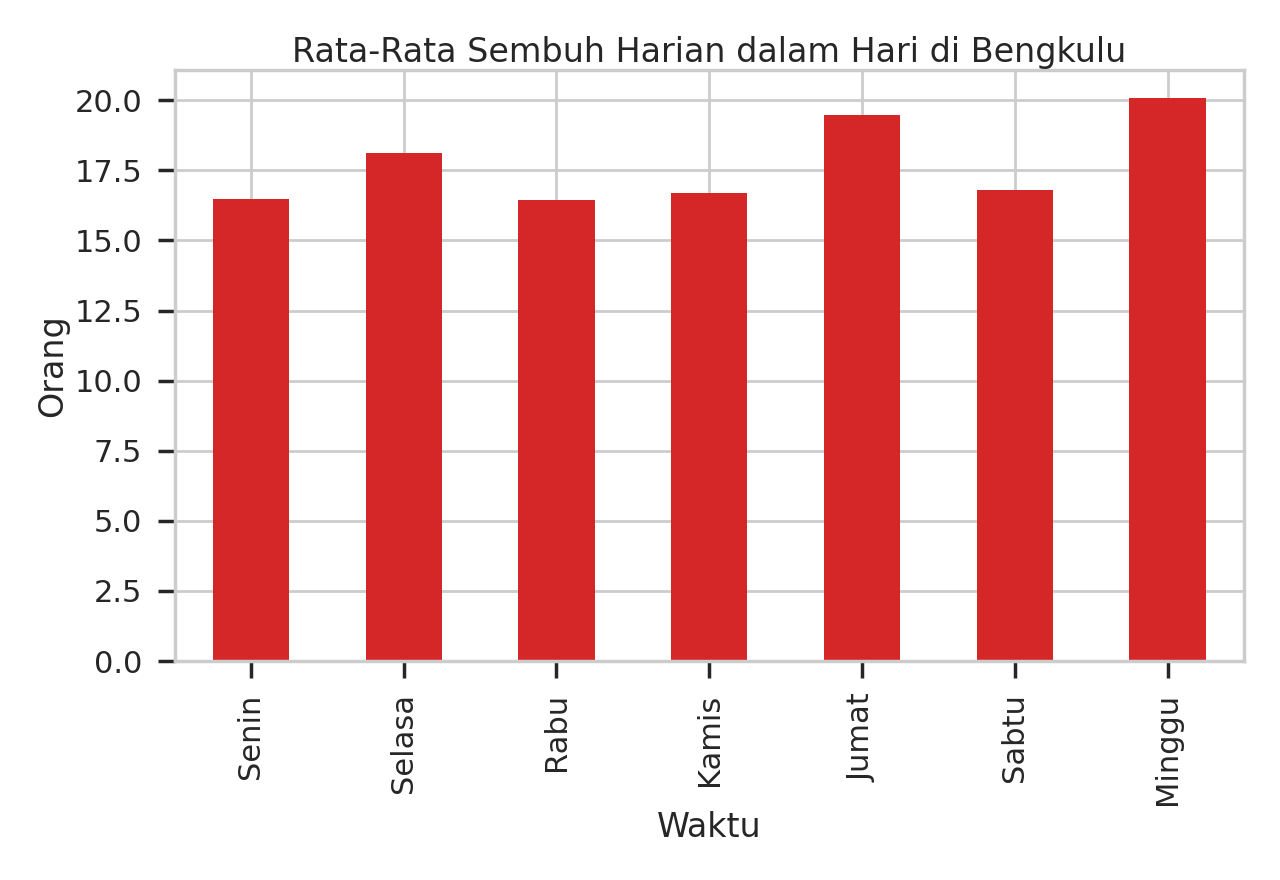 Rata-Rata Sembuh Harian dalam Hari di Bengkulu
20.0
17.5
15.0
12.5
10.0
7.5
5.0
2.5
0.0
Orang
Senin
Selasa
Rabu
Kamis
Jumat
Sabtu
Minggu
Waktu